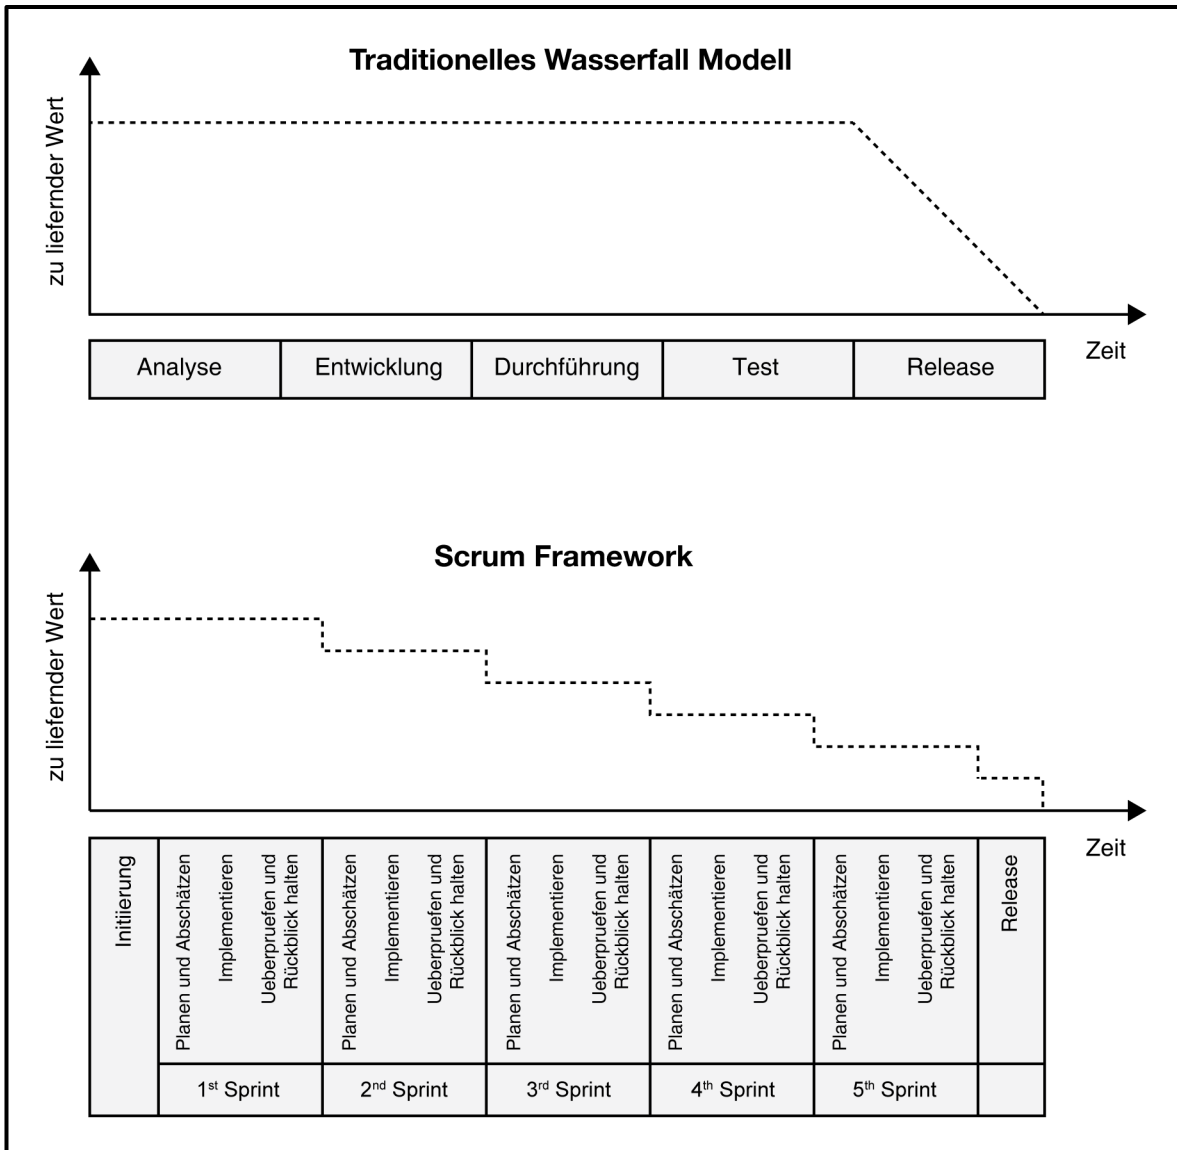 Traditionelles Wasserfall Modell
zu liefernder Wert
Zeit
Analyse
Entwicklung
Durchführung
Test
Release
Scrum Framework
zu liefernder Wert
Zeit
Initiierung
Planen und Abschätzen
Implementieren
Ueberpruefen und
Rückblick halten
1st Sprint
Planen und Abschätzen
Implementieren
Ueberpruefen und
Rückblick halten
2nd Sprint
Planen und Abschätzen
Implementieren
Ueberpruefen und
Rückblick halten
3rd Sprint
Planen und Abschätzen
Implementieren
Ueberpruefen und
Rückblick halten
4th Sprint
Planen und Abschätzen
Implementieren
Ueberpruefen und
Rückblick halten
5th Sprint
Release